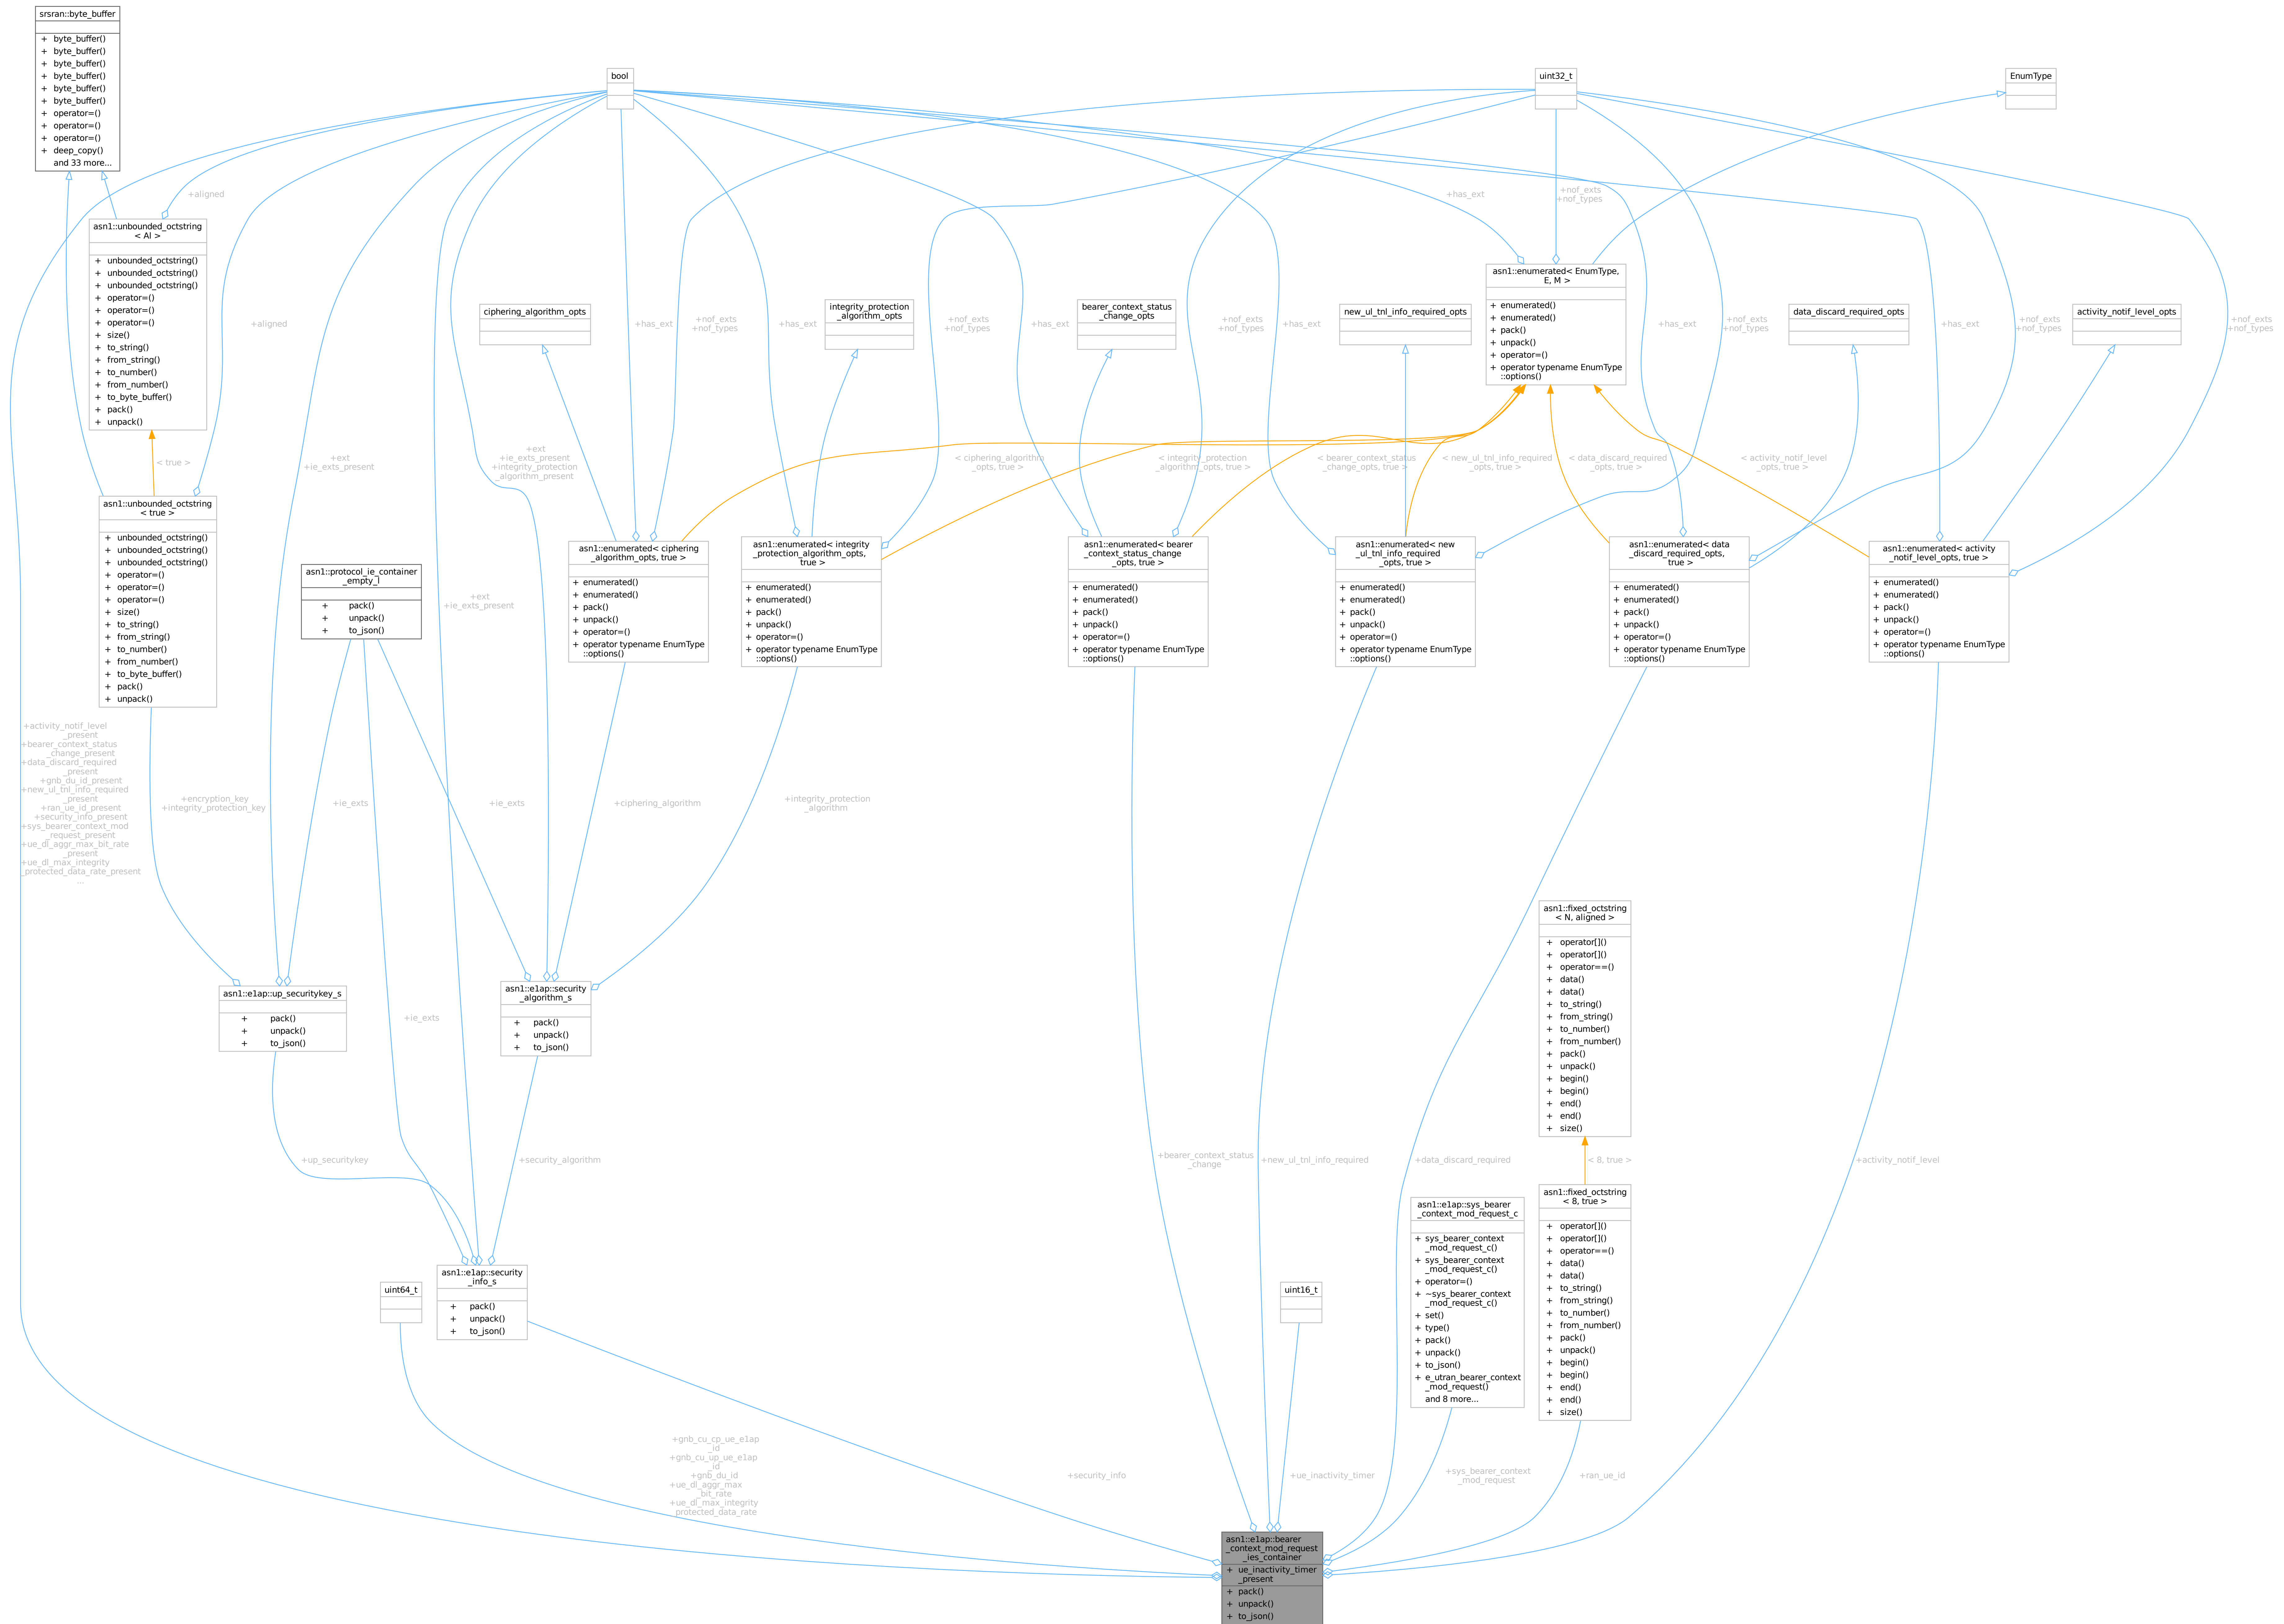 srsran::byte_buffer
+ byte_buffer()
+ byte_buffer()
+ byte_buffer()
+ byte_buffer()
+ byte_buffer()
+ byte_buffer()
+ operator=()
+ operator=()
+ operator=()
+ deep_copy()
and 33 more...
bool
uint32_t
EnumType
+aligned
+has_ext
+nof_exts
+nof_types
asn1::unbounded_octstring
< Al >
+ unbounded_octstring()
+ unbounded_octstring()
+ unbounded_octstring()
+ operator=()
+ operator=()
+ operator=()
+ size()
+ to_string()
+ from_string()
+ to_number()
+ from_number()
+ to_byte_buffer()
+ pack()
+ unpack()
asn1::enumerated< EnumType,
E, M >
+ enumerated()
+ enumerated()
+ pack()
+ unpack()
+ operator=()
+ operator typename EnumType
::options()
ciphering_algorithm_opts
integrity_protection
_algorithm_opts
bearer_context_status
_change_opts
new_ul_tnl_info_required_opts
data_discard_required_opts
activity_notif_level_opts
+aligned
+has_ext
+nof_exts
+nof_types
+has_ext
+nof_exts
+nof_types
+has_ext
+nof_exts
+nof_types
+has_ext
+has_ext
+nof_exts
+nof_types
+has_ext
+nof_exts
+nof_types
+nof_exts
+nof_types
< true >
+ext
+ie_exts_present
+ext
+ie_exts_present
+integrity_protection
_algorithm_present
< ciphering_algorithm
_opts, true >
< integrity_protection
_algorithm_opts, true >
< bearer_context_status
_change_opts, true >
< new_ul_tnl_info_required
_opts, true >
< data_discard_required
_opts, true >
< activity_notif_level
_opts, true >
asn1::unbounded_octstring
< true >
+ unbounded_octstring()
+ unbounded_octstring()
+ unbounded_octstring()
+ operator=()
+ operator=()
+ operator=()
+ size()
+ to_string()
+ from_string()
+ to_number()
+ from_number()
+ to_byte_buffer()
+ pack()
+ unpack()
asn1::protocol_ie_container
_empty_l
+ pack()
+ unpack()
+ to_json()
+ext
+ie_exts_present
asn1::enumerated< ciphering
_algorithm_opts, true >
+ enumerated()
+ enumerated()
+ pack()
+ unpack()
+ operator=()
+ operator typename EnumType
::options()
asn1::enumerated< integrity
_protection_algorithm_opts,
true >
+ enumerated()
+ enumerated()
+ pack()
+ unpack()
+ operator=()
+ operator typename EnumType
::options()
asn1::enumerated< bearer
_context_status_change
_opts, true >
+ enumerated()
+ enumerated()
+ pack()
+ unpack()
+ operator=()
+ operator typename EnumType
::options()
asn1::enumerated< new
_ul_tnl_info_required
_opts, true >
+ enumerated()
+ enumerated()
+ pack()
+ unpack()
+ operator=()
+ operator typename EnumType
::options()
asn1::enumerated< data
_discard_required_opts,
true >
+ enumerated()
+ enumerated()
+ pack()
+ unpack()
+ operator=()
+ operator typename EnumType
::options()
asn1::enumerated< activity
_notif_level_opts, true >
+ enumerated()
+ enumerated()
+ pack()
+ unpack()
+ operator=()
+ operator typename EnumType
::options()
+activity_notif_level
_present
+bearer_context_status
_change_present
+data_discard_required
_present
+gnb_du_id_present
+new_ul_tnl_info_required
_present
+ran_ue_id_present
+security_info_present
+sys_bearer_context_mod
_request_present
+ue_dl_aggr_max_bit_rate
_present
+ue_dl_max_integrity
_protected_data_rate_present
...
+encryption_key
+integrity_protection_key
+ie_exts
+ie_exts
+ciphering_algorithm
+integrity_protection
_algorithm
asn1::fixed_octstring
< N, aligned >
+ operator[]()
+ operator[]()
+ operator==()
+ data()
+ data()
+ to_string()
+ from_string()
+ to_number()
+ from_number()
+ pack()
+ unpack()
+ begin()
+ begin()
+ end()
+ end()
+ size()
asn1::e1ap::up_securitykey_s
+ pack()
+ unpack()
+ to_json()
+ie_exts
asn1::e1ap::security
_algorithm_s
+ pack()
+ unpack()
+ to_json()
+up_securitykey
+security_algorithm
+bearer_context_status
_change
+new_ul_tnl_info_required
+data_discard_required
< 8, true >
+activity_notif_level
asn1::e1ap::sys_bearer
_context_mod_request_c
+ sys_bearer_context
_mod_request_c()
+ sys_bearer_context
_mod_request_c()
+ operator=()
+ ~sys_bearer_context
_mod_request_c()
+ set()
+ type()
+ pack()
+ unpack()
+ to_json()
+ e_utran_bearer_context
_mod_request()
and 8 more...
asn1::fixed_octstring
< 8, true >
+ operator[]()
+ operator[]()
+ operator==()
+ data()
+ data()
+ to_string()
+ from_string()
+ to_number()
+ from_number()
+ pack()
+ unpack()
+ begin()
+ begin()
+ end()
+ end()
+ size()
uint64_t
asn1::e1ap::security
_info_s
+ pack()
+ unpack()
+ to_json()
uint16_t
+gnb_cu_cp_ue_e1ap
_id
+gnb_cu_up_ue_e1ap
_id
+gnb_du_id
+ue_dl_aggr_max
_bit_rate
+ue_dl_max_integrity
_protected_data_rate
+security_info
+ue_inactivity_timer
+sys_bearer_context
_mod_request
+ran_ue_id
asn1::e1ap::bearer
_context_mod_request
_ies_container
+ ue_inactivity_timer
_present
+ pack()
+ unpack()
+ to_json()